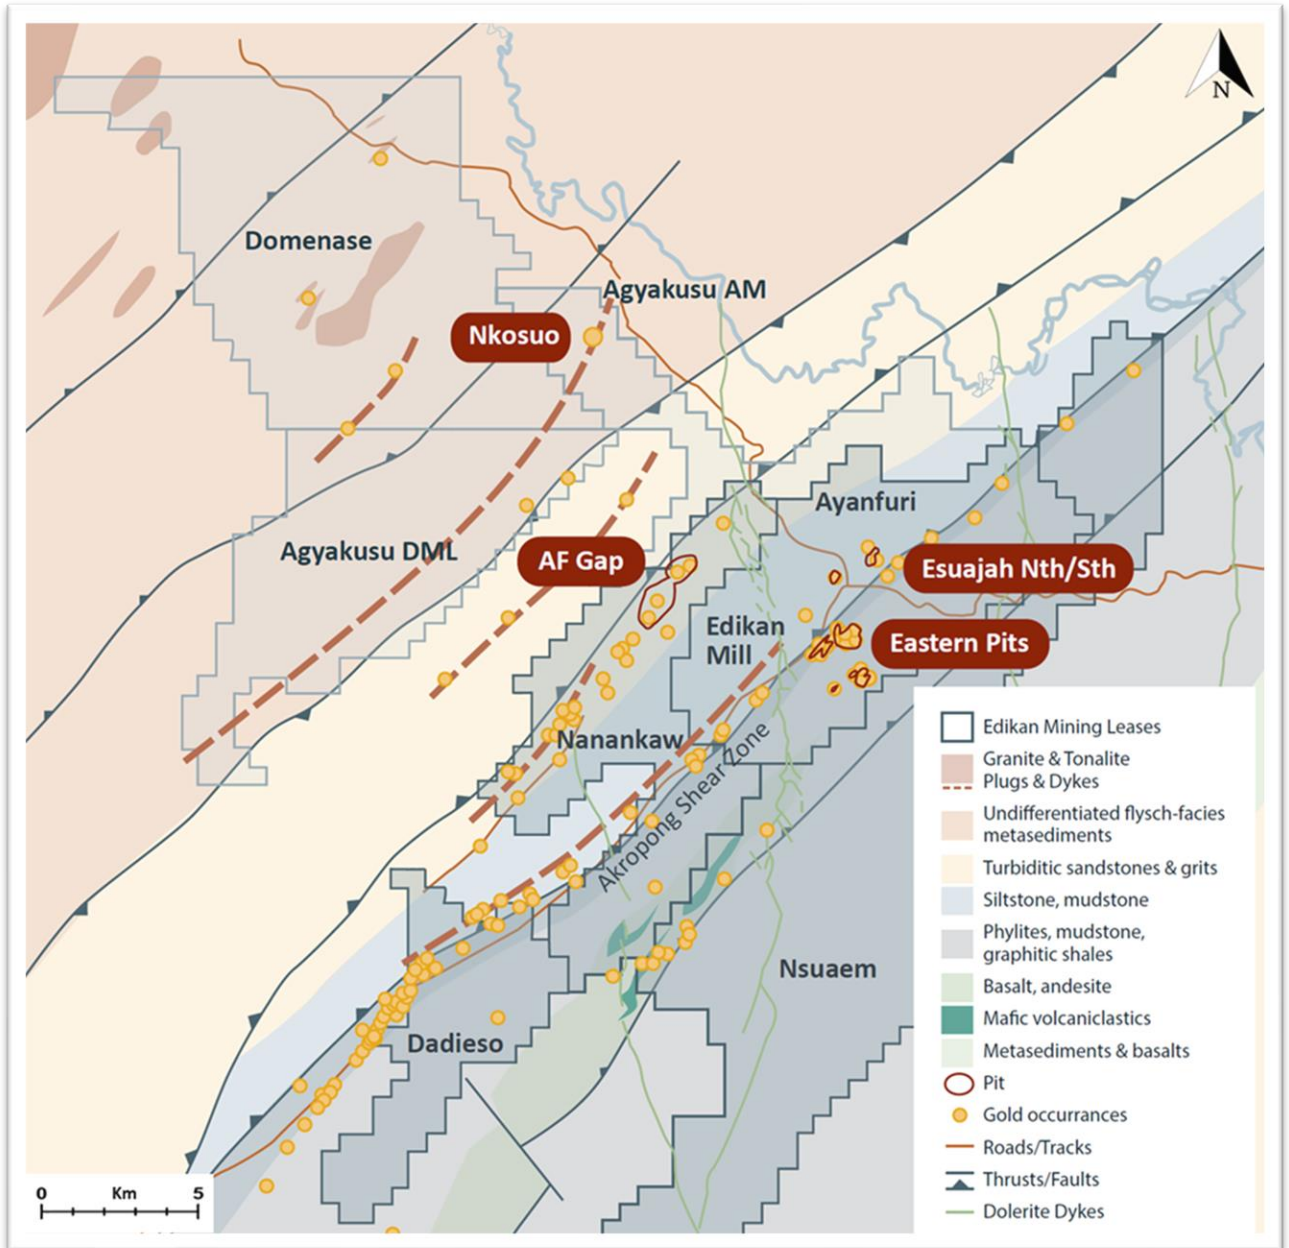 N
Domenase
Agyakusu AM
Nkosuo
Ayanfuri
Agyakusu DML
AF Gap
Esuajah Nth/Sth
Edikan
Mill
Eastern Pits
Nanankaw
Akropong Shear Zone
Nsuaem
Dadieso
Edikan Mining Leases
Granite & Tonalite
Plugs & Dykes
Undifferentiated flysch-facies
metasediments
Turbiditic sandstones & grits
Siltstone, mudstone
Phylites, mudstone,
graphitic shales
Basalt, andesite
Mafic volcaniclastics
Metasediments & basalts
Pit
Gold occurrances
Roads/Tracks
Thrusts/Faults
Dolerite Dykes
0 Km 5